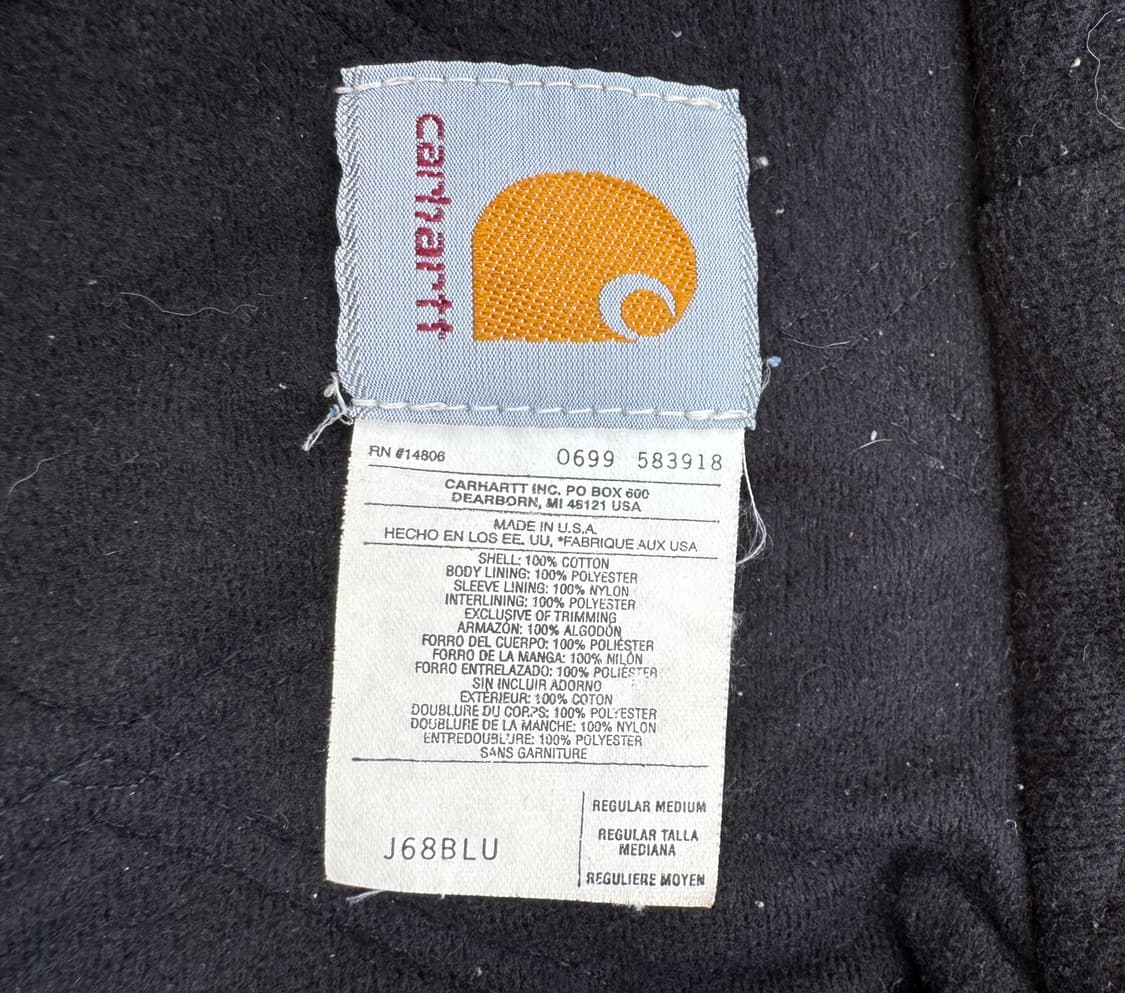 carhartt
RN #14806 0699 583918
CARHARTT INC. PO BOX 600
DEARBORN, MI 48121 USA
MADE IN U.S.A.
HECHO EN LOS EE. UU, *FABRIQUE AUX USA
SHELL: 100% COTTON
BODY LINING: 100% POLYESTER
SLEEVE LINING: 100% NYLON
INTERLINING: 100% POLYESTER
EXCLUSIVE OF TRIMMING
ARMAZÓN: 100% ALGODÓN
FORRO DEL CUERPO: 100% POLIÉSTER
FORRO DE LA MANGA: 100% NILÓN
FORRO ENTRELAZADO: 100% POLIÉSTER
SIN INCLUIR ADORNO
EXTÉRIEUR: 100% COTON
DOUBLURE DU CORPS: 100% POLYESTER
DOUBLURE DE LA MANCHE: 100% NYLON
ENTREDOUBLURE: 100% POLYESTER
SANS GARNITURE
J68BLU
REGULAR MEDIUM
REGULAR TALLA
MEDIANA
REGULIERE MOYEN